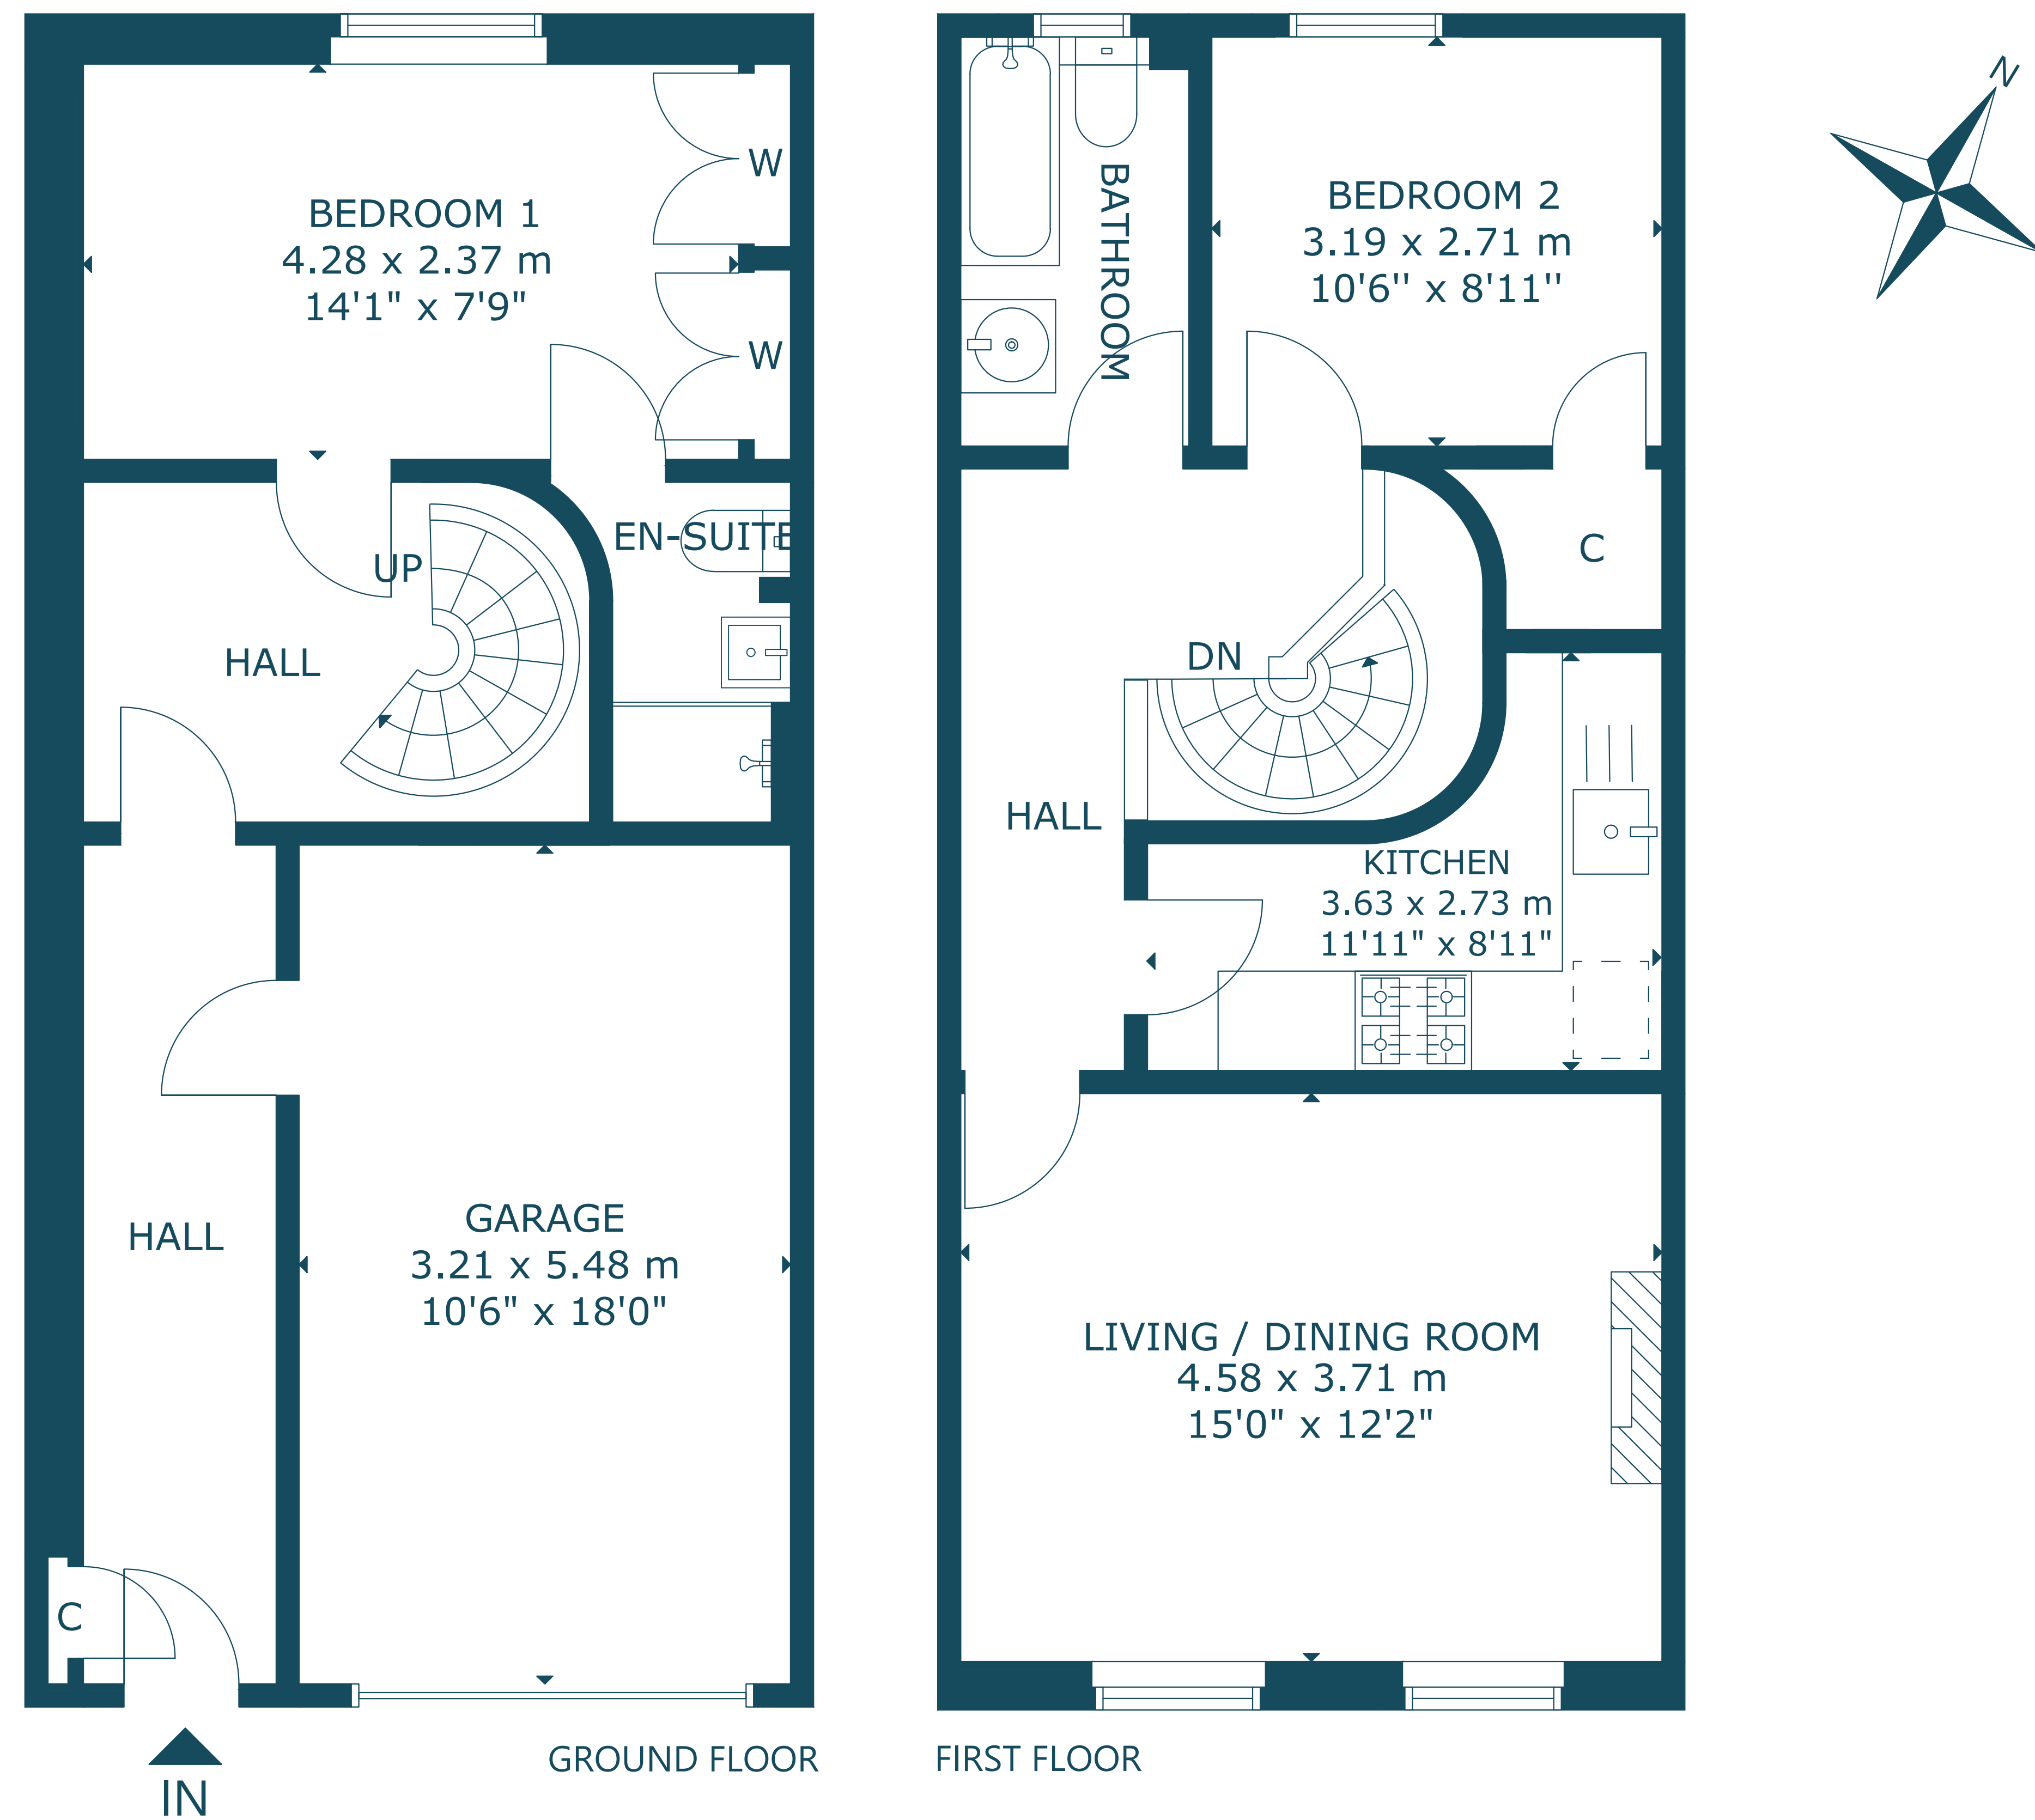 BEDROOM 1
4.28 x 2.37 m
14'1" x 7'9"
W
W
EN-SUITE
UP
HALL
HALL
GARAGE
3.21 x 5.48 m
10'6" x 18'0"
C
IN
GROUND FLOOR
BATHROOM
BEDROOM 2
3.19 x 2.71 m
10'6'' x 8'11''
C
DN
HALL
KITCHEN
3.63 x 2.73 m
11'11" x 8'11"
LIVING / DINING ROOM
4.58 x 3.71 m
15'0" x 12'2"
FIRST FLOOR
N